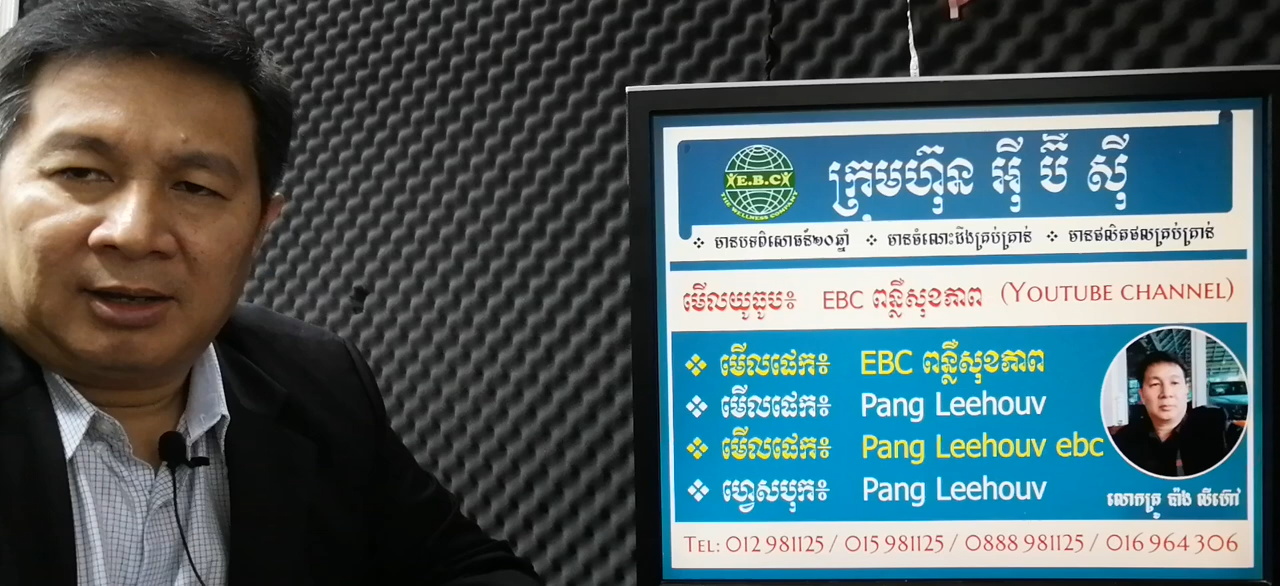 E.B.C
THE WELLNESS COMPANY
ក្រុមហ៊ុន អ៊ី ប៊ី ស៊ី
❖ មានបទពិសោធន៍២០ឆ្នាំ ❖ មានចំណេះដឹងគ្រប់គ្រាន់ ❖ មានផលិតផលគ្រប់គ្រាន់
មើលយូធូប៖ EBC ពន្លឺសុខភាព (YOUTUBE CHANNEL)
❖ មើលផេក៖ EBC ពន្លឺសុខភាព
❖ មើលផេក៖ Pang Leehouv
❖ មើលផេក៖ Pang Leehouv ebc
❖ ហ្វេសបុក៖ Pang Leehouv
លោកគ្រូ ប៉ាង លីហ៊ៅ
TEL: 012 981125 / 015 981125 / 0888 981125 / 016 964 306